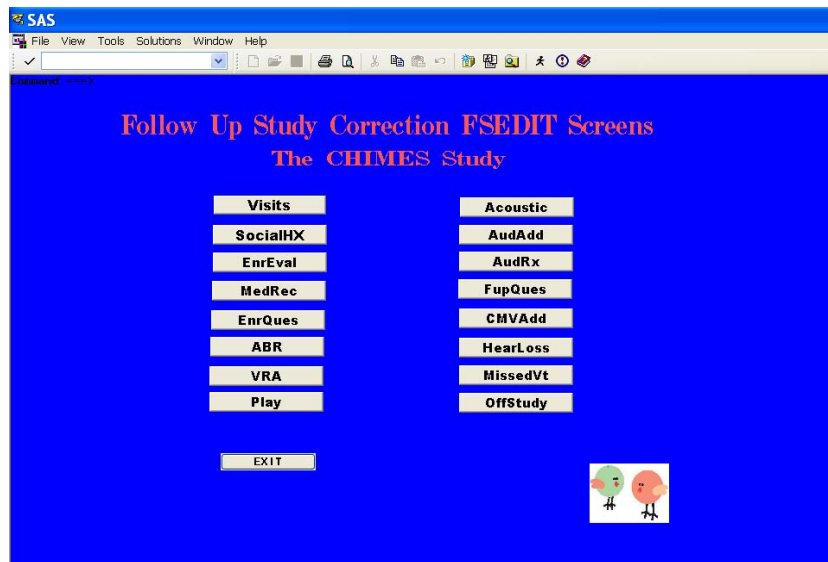 SAS
File View Tools Solutions Window Help
Command ===>
Follow Up Study Correction FSEDIT Screens
The CHIMES Study
Visits
SocialHX
EnrEval
MedRec
EnrQues
ABR
VRA
Play
Acoustic
AudAdd
AudRx
FupQues
CMVAdd
HearLoss
MissedVt
OffStudy
EXIT